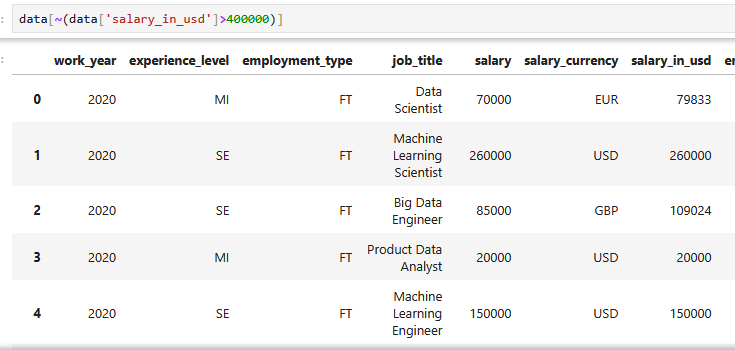 data[~(data['salary_in_usd']>400000)]
work_year experience_level employment_type job_title salary salary_currency salary_in_usd
0 2020 MI FT Data Scientist 70000 EUR 79833
1 2020 SE FT Machine Learning Scientist 260000 USD 260000
2 2020 SE FT Big Data Engineer 85000 GBP 109024
3 2020 MI FT Product Data Analyst 20000 USD 20000
4 2020 SE FT Machine Learning Engineer 150000 USD 150000